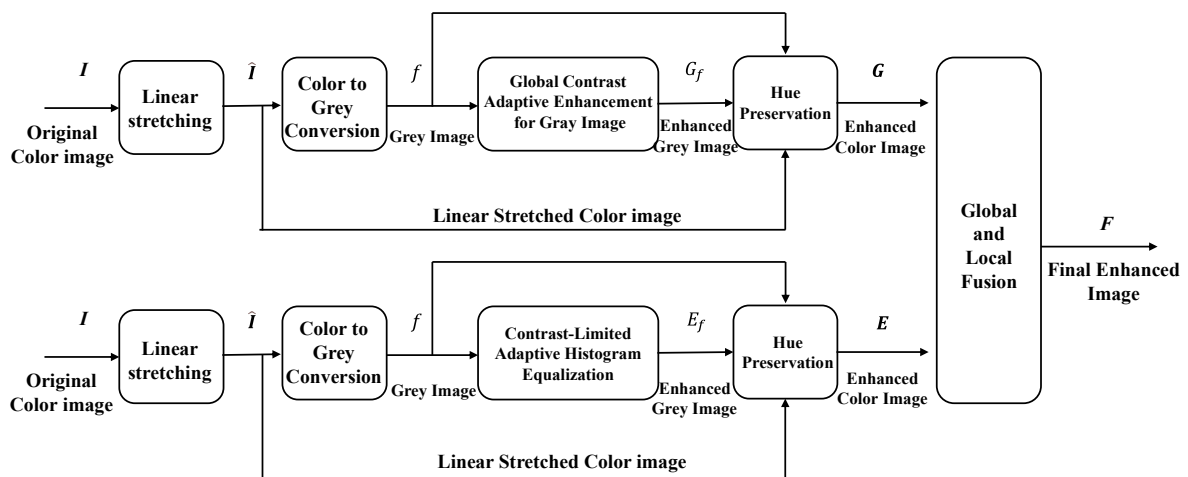 I
Original
Color image
Linear
stretching
Î
Color to
Grey
Conversion
f
Grey Image
Global Contrast
Adaptive Enhancement
for Gray Image
G_f
Enhanced
Grey Image
Hue
Preservation
G
Enhanced
Color Image
Linear Stretched Color image
Global
and
Local
Fusion
F
Final Enhanced
Image
I
Original
Color image
Linear
stretching
Î
Color to
Grey
Conversion
f
Grey Image
Contrast-Limited
Adaptive Histogram
Equalization
E_f
Enhanced
Grey Image
Hue
Preservation
E
Enhanced
Color Image
Linear Stretched Color image